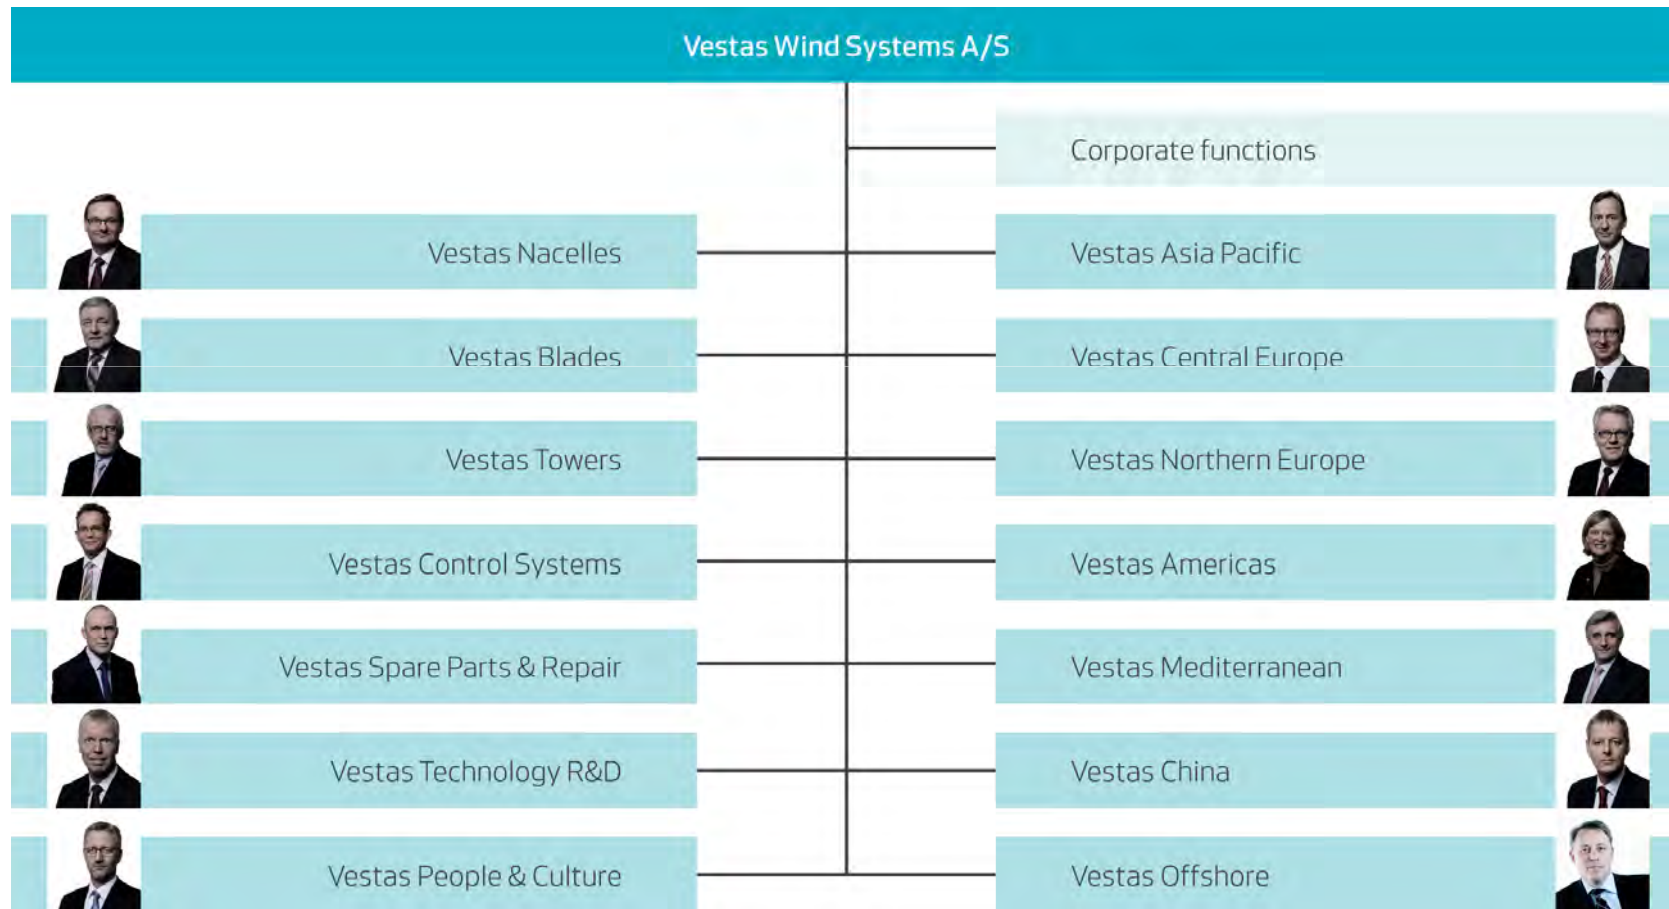 Vestas Wind Systems A/S
Corporate functions
Vestas Nacelles
Vestas Asia Pacific
Vestas Blades
Vestas Central Europe
Vestas Towers
Vestas Northern Europe
Vestas Control Systems
Vestas Americas
Vestas Spare Parts & Repair
Vestas Mediterranean
Vestas Technology R&D
Vestas China
Vestas People & Culture
Vestas Offshore